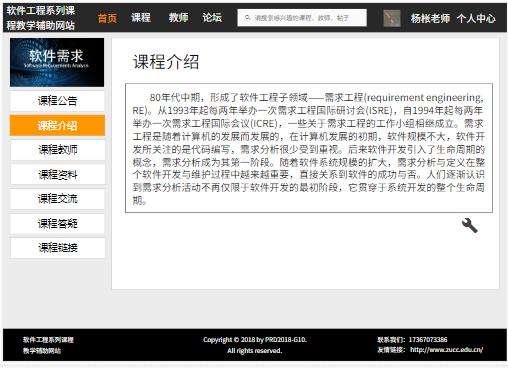 软件工程系列课
程教学辅助网站
首页 课程 教师 论坛
请搜索感兴趣的课程，教师，帖子
杨枨老师 个人中心
软件需求
Software Requirements Analysis
课程公告
课程介绍
课程教师
课程资料
课程交流
课程答疑
课程链接
课程介绍
80年代中期，形成了软件工程子领域——需求工程(requirement engineering,
RE)。从1993年起每两年举办一次需求工程国际研讨会(ISRE)，自1994年起每两年
举办一次需求工程国际会议(ICRE)，一些关于需求工程的工作小组相继成立。需求
工程是随着计算机的发展而发展的，在计算机发展的初期，软件规模不大，软件开
发所关注的是代码编写，需求分析很少受到重视。后来软件开发引入了生命周期的
概念，需求分析成为其第一阶段。随着软件系统规模的扩大，需求分析与定义在整
个软件开发与维护过程中越来越重要，直接关系到软件的成功与否。人们逐渐认识
到需求分析活动不再仅限于软件开发的最初阶段，它贯穿于系统开发的整个生命周
期。
软件工程系列课程
教学辅助网站
Copyright © 2018 by PRD2018-G10.
All rights reserved.
联系我们：17367073386
友情链接： http://www.zucc.edu.cn/